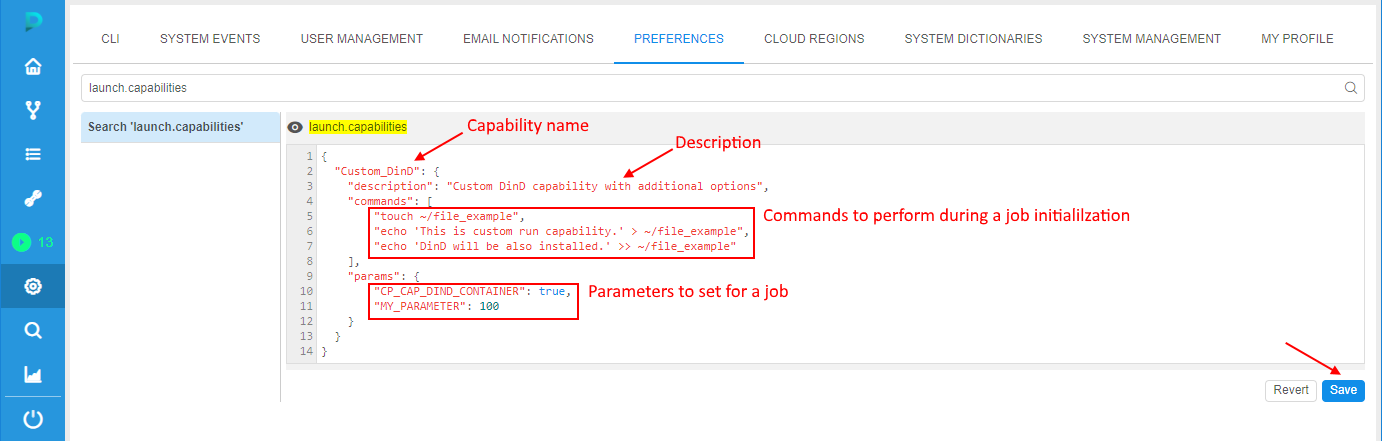 CLI SYSTEM EVENTS USER MANAGEMENT EMAIL NOTIFICATIONS PREFERENCES CLOUD REGIONS SYSTEM DICTIONARIES SYSTEM MANAGEMENT MY PROFILE
launch.capabilities
Search 'launch.capabilities'
launch.capabilities
Capability name
Description
1 {
2 "Custom_DinD": {
3 "description": "Custom DinD capability with additional options",
4 "commands": [
5 "touch ~/file_example",
6 "echo 'This is custom run capability.' > ~/file_example",
7 "echo 'DinD will be also installed.' >> ~/file_example"
Commands to perform during a job initialilzation
8 ],
9 "params": {
10 "CP_CAP_DIND_CONTAINER": true,
11 "MY_PARAMETER": 100
Parameters to set for a job
12 }
13 }
14 }
13
Revert Save